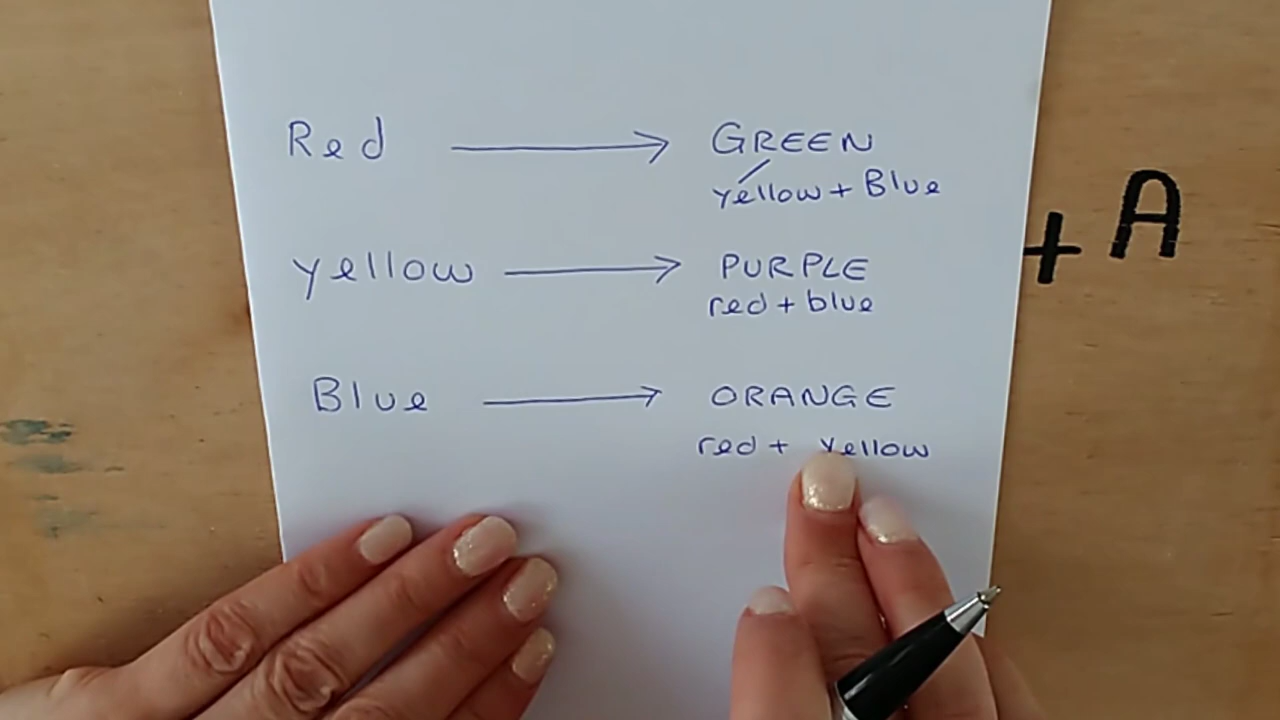 Red → GREEN
yellow + Blue
yellow → PURPLE
red + blue
Blue → ORANGE
red + yellow
+ A